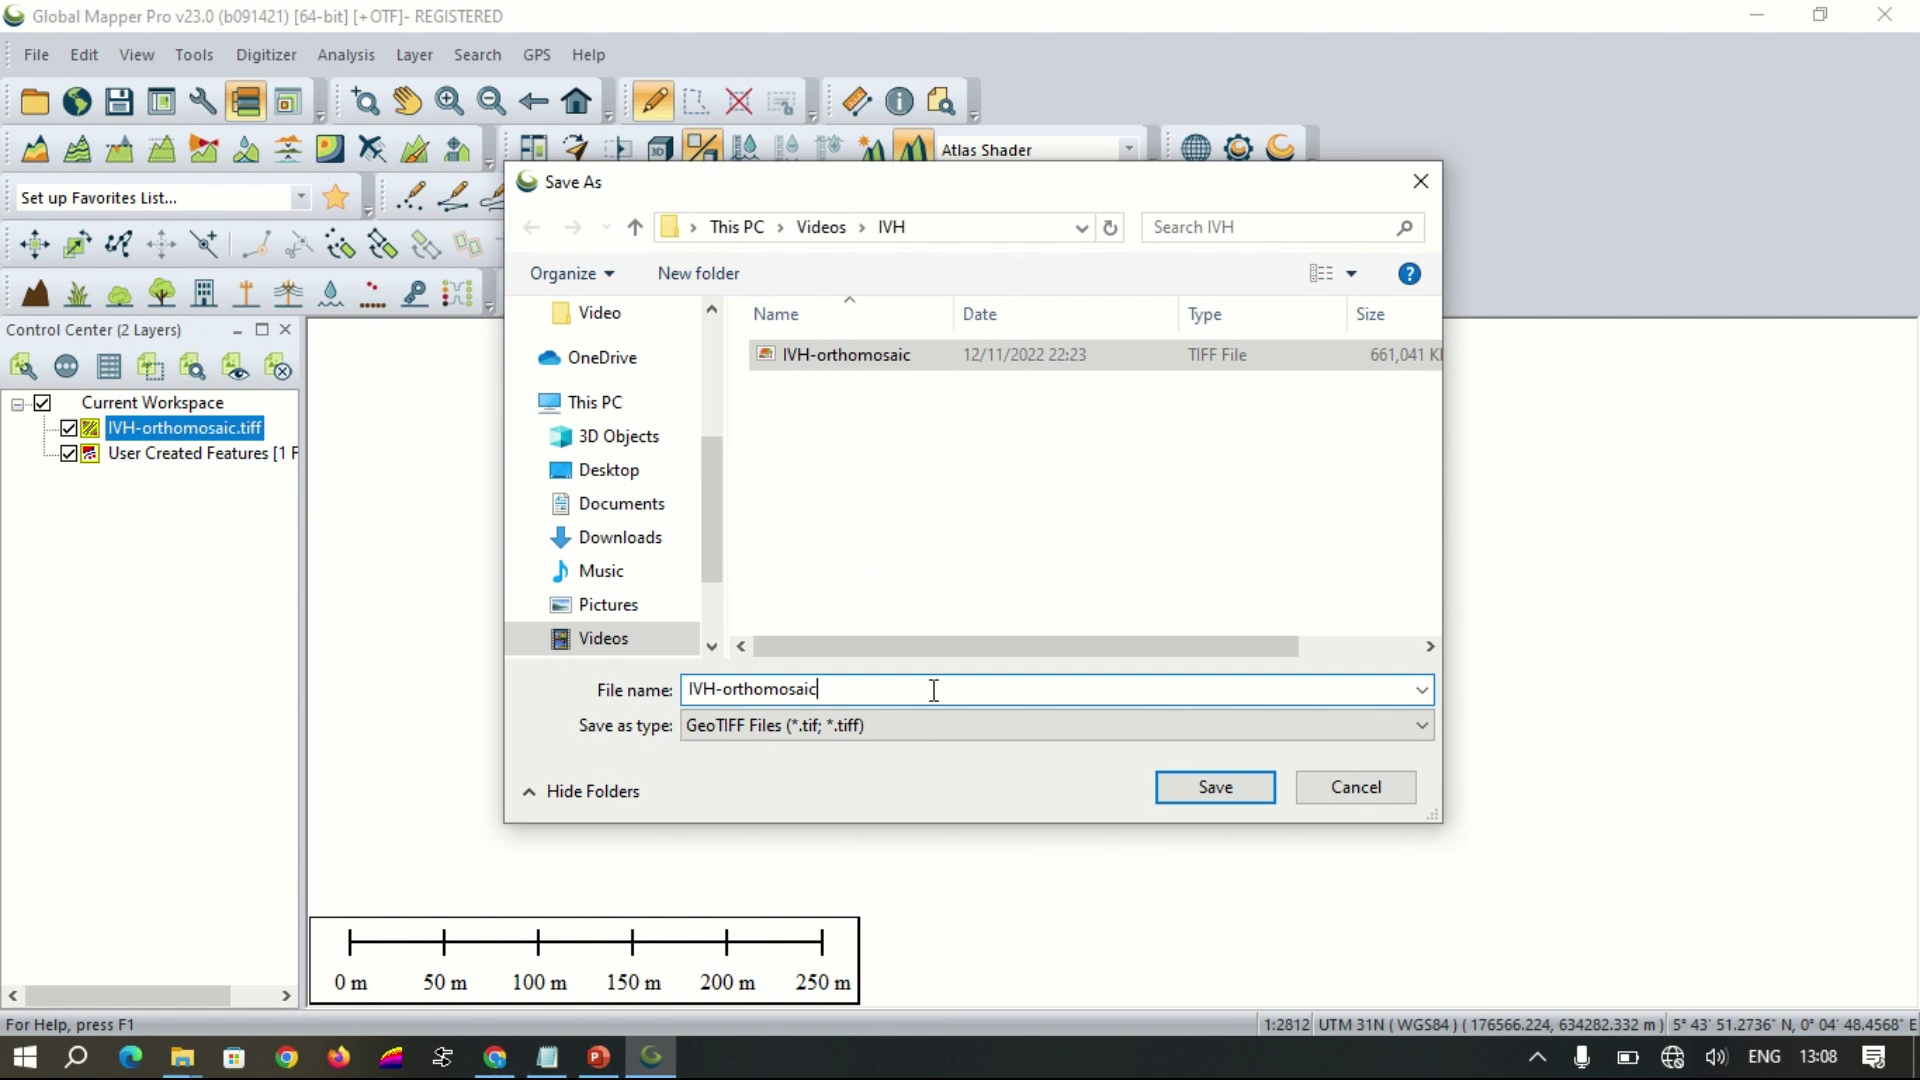 Global Mapper Pro v23.0 (b091421) [64-bit] [+OTF]- REGISTERED
File Edit View Tools Digitizer Analysis Layer Search GPS Help
3D Atlas Shader
Set up Favorites List...
Save As
This PC > Videos > IVH
Search IVH
Organize New folder
Name Date Type Size
Video
IVH-orthomosaic 12/11/2022 22:23 TIFF File 661,041 K
OneDrive
This PC
3D Objects
Desktop
Documents
Downloads
Music
Pictures
Videos
File name: IVH-orthomosaic
Save as type: GeoTIFF Files (*.tif; *.tiff)
Hide Folders
Save Cancel
Control Center (2 Layers)
Current Workspace
IVH-orthomosaic.tiff
User Created Features [1 F
0 m 50 m 100 m 150 m 200 m 250 m
For Help, press F1
1:2812 UTM 31N ( WGS84 ) ( 176566.224, 634282.332 m ) 5° 43' 51.2736" N, 0° 04' 48.4568" E
ENG 13:08